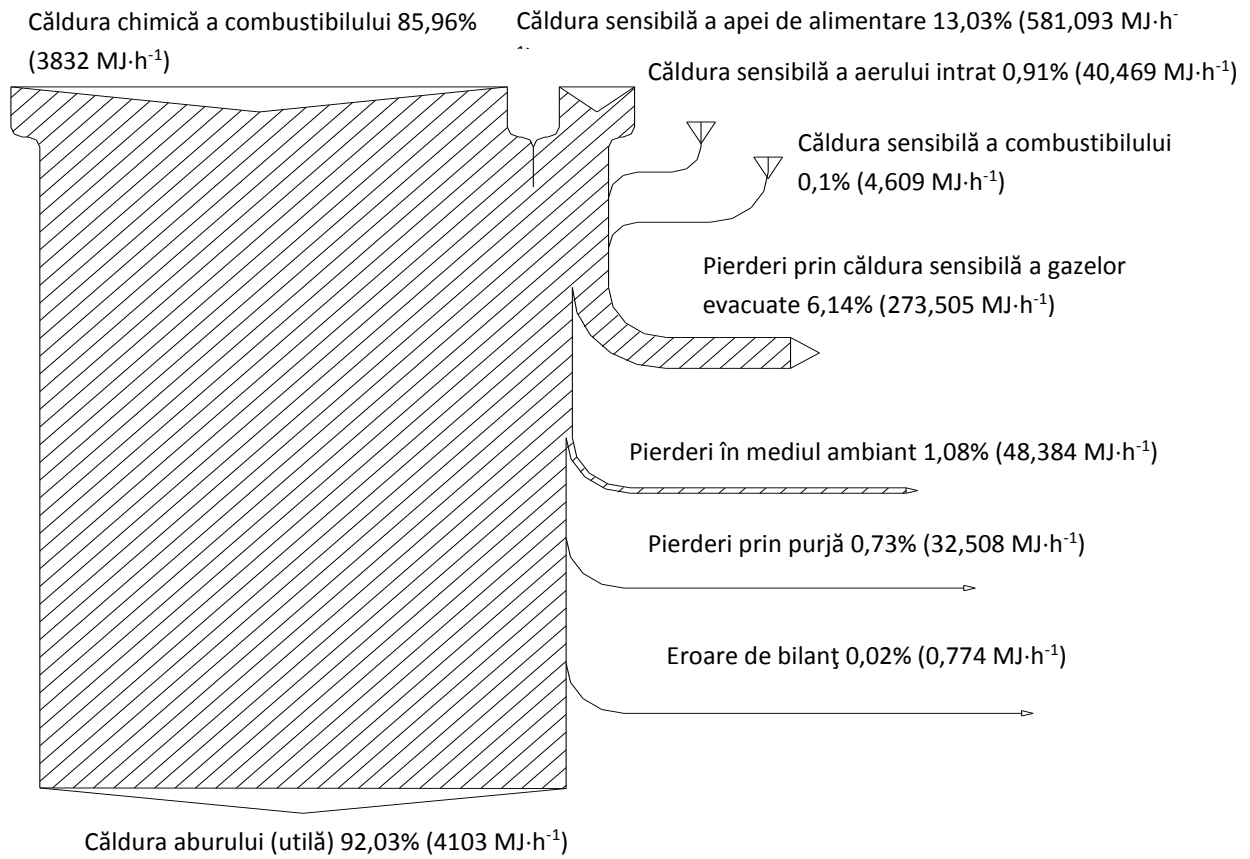 Căldura chimică a combustibilului 85,96%
(3832 MJ·h⁻¹)
Căldura sensibilă a apei de alimentare 13,03% (581,093 MJ·h⁻
Căldura sensibilă a aerului intrat 0,91% (40,469 MJ·h⁻¹)
Căldura sensibilă a combustibilului
0,1% (4,609 MJ·h⁻¹)
Pierderi prin căldura sensibilă a gazelor
evacuate 6,14% (273,505 MJ·h⁻¹)
Pierderi în mediul ambiant 1,08% (48,384 MJ·h⁻¹)
Pierderi prin purjă 0,73% (32,508 MJ·h⁻¹)
Eroare de bilanţ 0,02% (0,774 MJ·h⁻¹)
Căldura aburului (utilă) 92,03% (4103 MJ·h⁻¹)